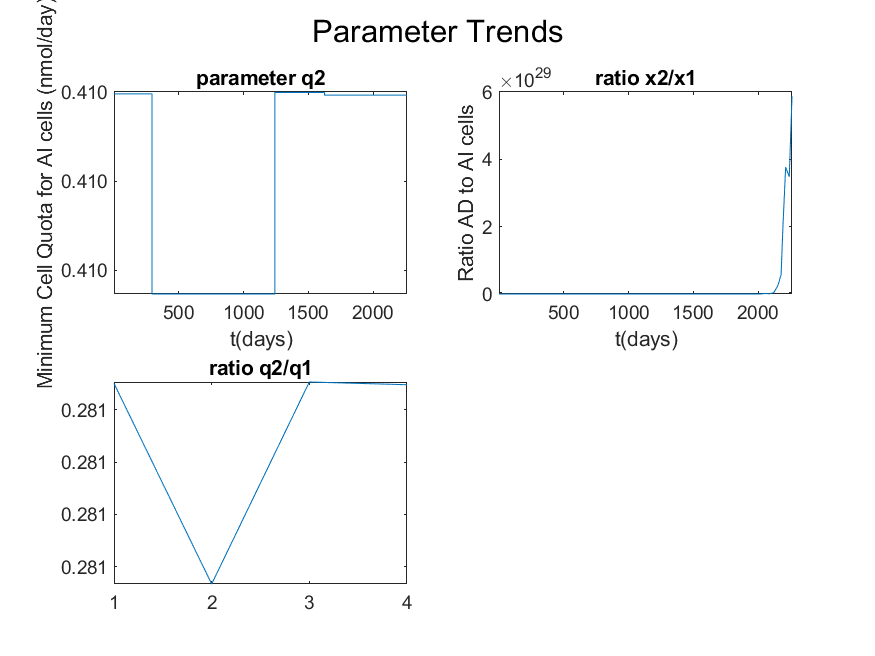 Parameter Trends
parameter q2
Minimum Cell Quota for AI cells (nmol/day)
0.410
0.410
0.410
500 1000 1500 2000
t(days)
ratio x2/x1
×10^29
Ratio AD to AI cells
6
4
2
0
500 1000 1500 2000
t(days)
ratio q2/q1
0.281
0.281
0.281
0.281
1 2 3 4